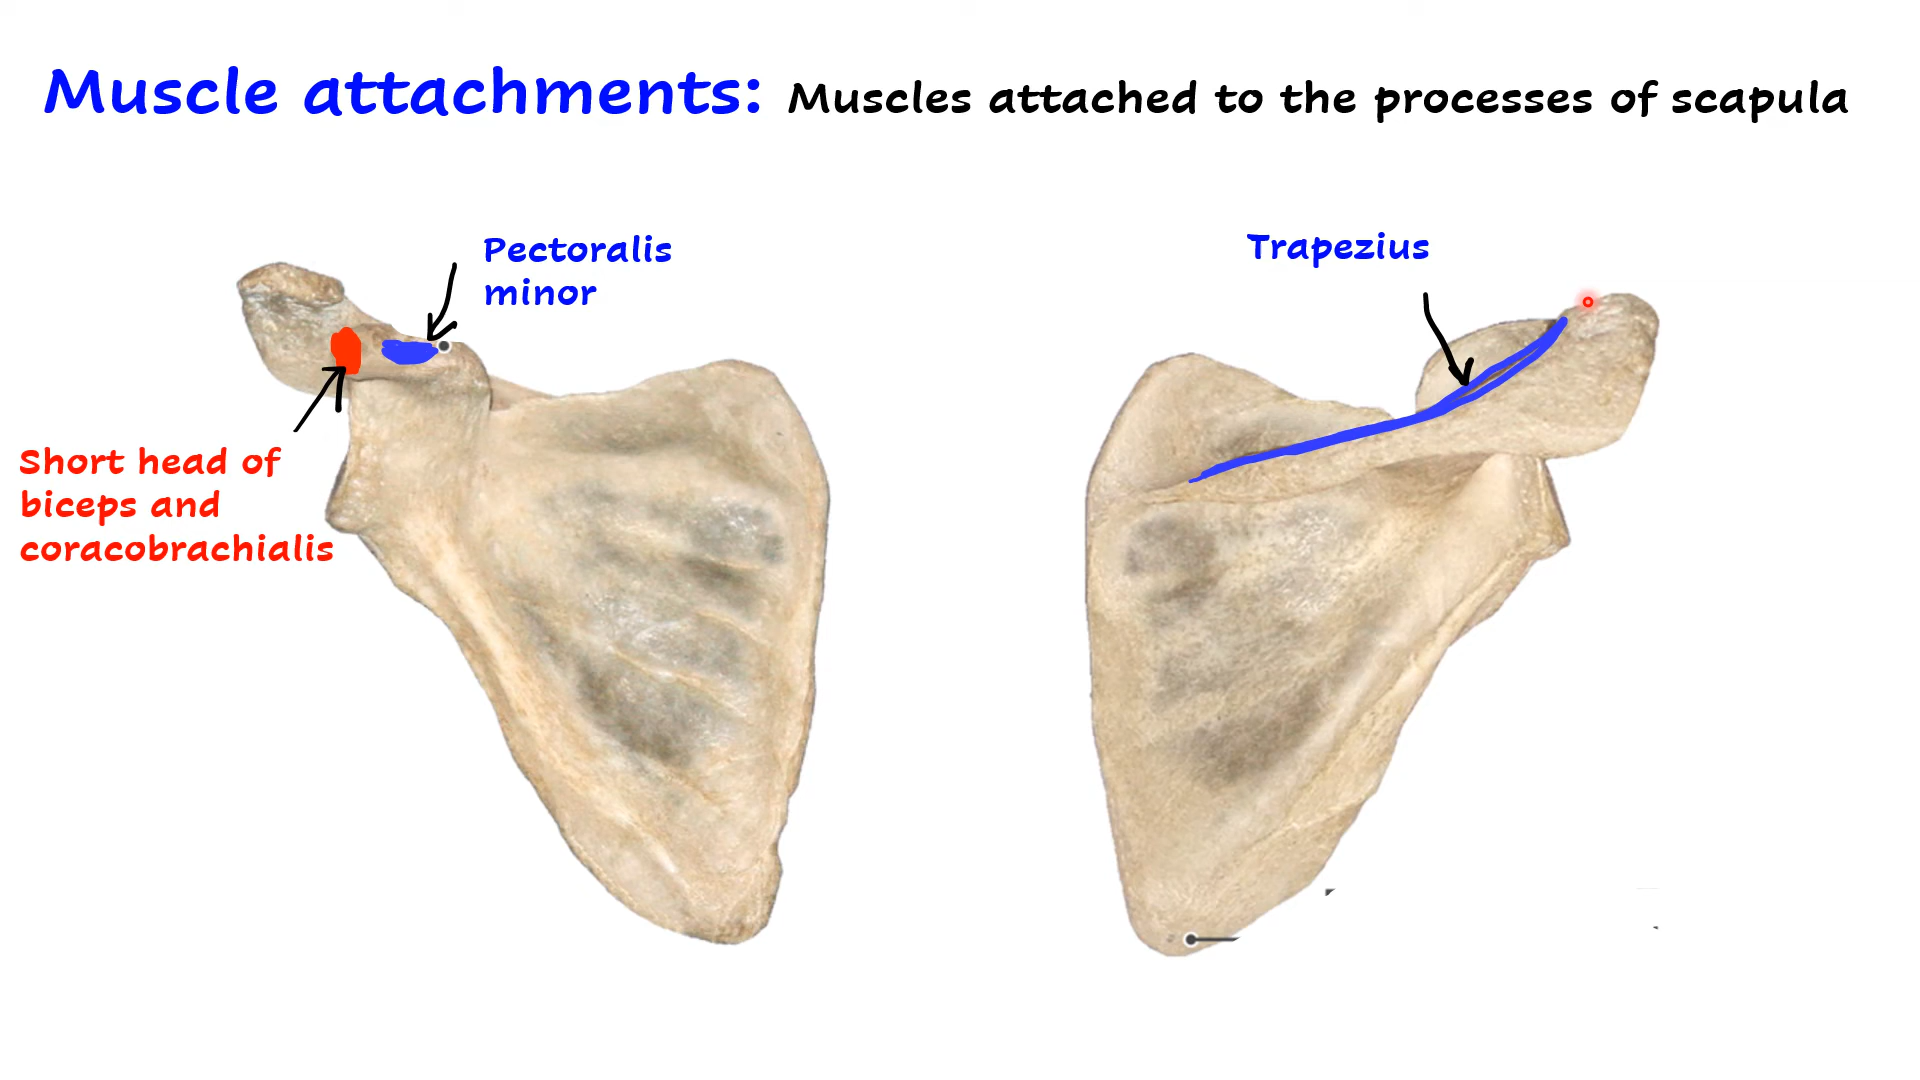 Muscle attachments: Muscles attached to the processes of scapula
Pectoralis
minor
Trapezius
Short head of
biceps and
coracobrachialis